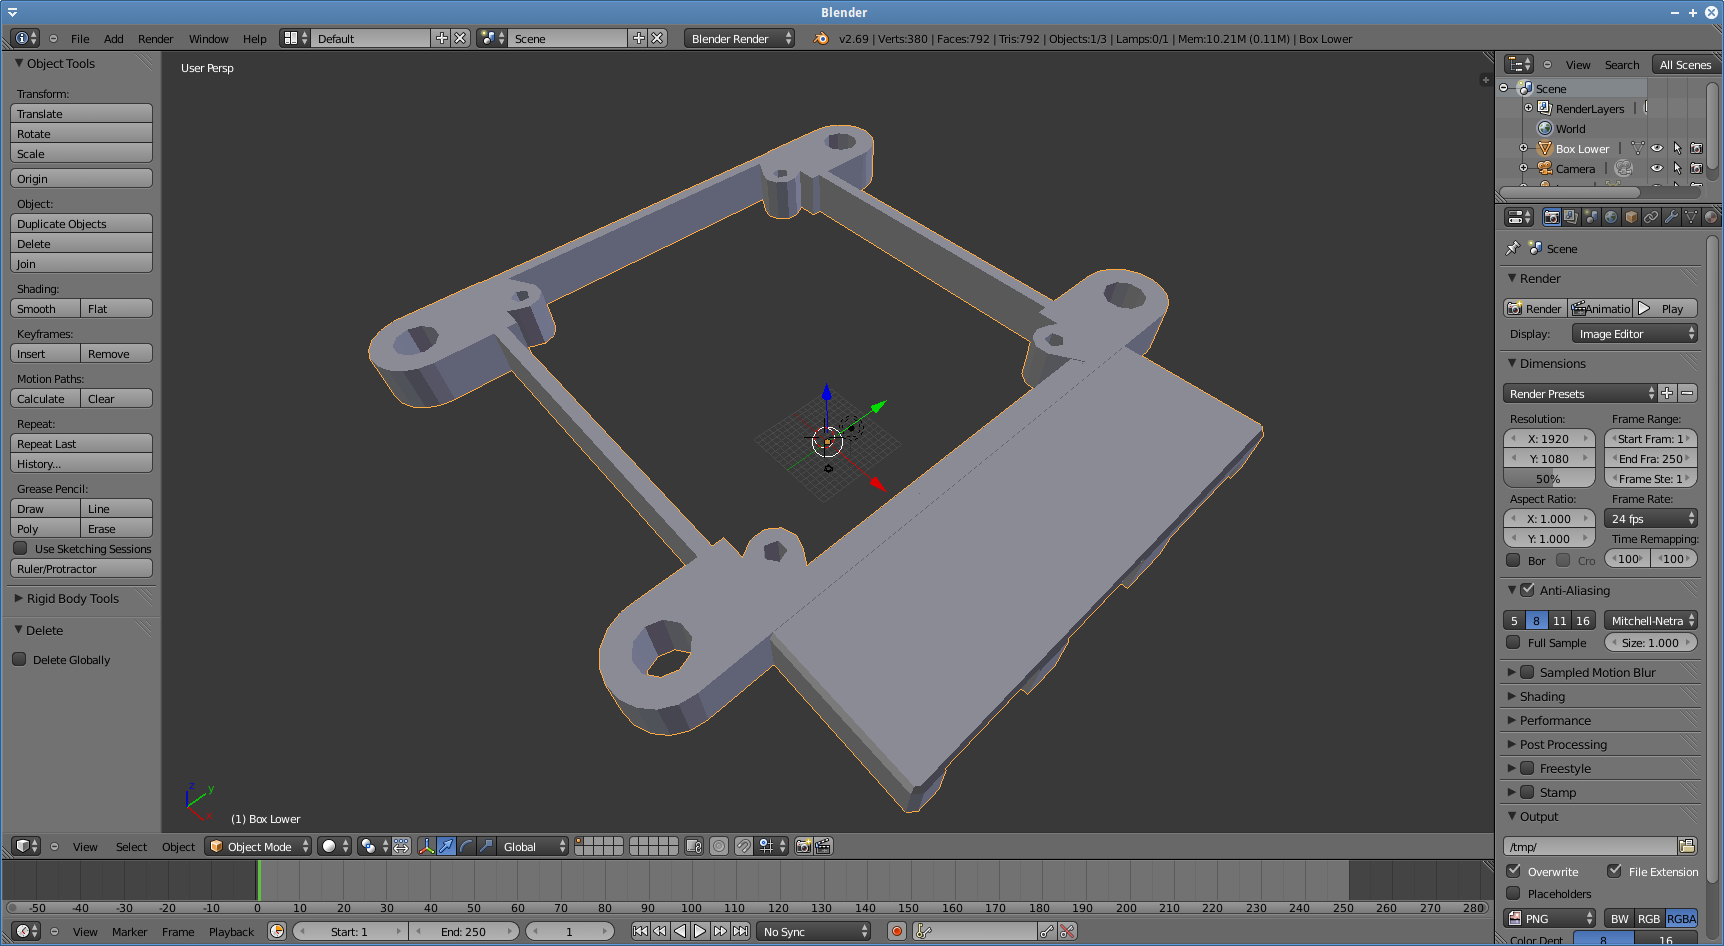 Blender
File Add Render Window Help Default Scene Blender Render v2.69 | Verts:380 | Faces:792 | Tris:792 | Objects:1/3 | Lamps:0/1 | Mem:10.21M (0.11M) | Box Lower
Object Tools
Transform:
Translate
Rotate
Scale
Origin
Object:
Duplicate Objects
Delete
Join
Shading:
Smooth Flat
Keyframes:
Insert Remove
Motion Paths:
Calculate Clear
Repeat:
Repeat Last
History...
Grease Pencil:
Draw Line
Poly Erase
Use Sketching Sessions
Ruler/Protractor
Rigid Body Tools
Delete
Delete Globally
User Persp
z
y
x
(1) Box Lower
View Select Object Object Mode Global
-50 -40 -30 -20 -10 0 10 20 30 40 50 60 70 80 90 100 110 120 130 140 150 160 170 180 190 200 210 220 230 240 250 260 270 280
View Marker Frame Playback Start: 1 End: 250 1 No Sync
View Search All Scenes
Scene
RenderLayers |
World
Box Lower |
Camera |
Scene
Render
Render Animatio Play
Display: Image Editor
Dimensions
Render Presets
Resolution: Frame Range:
X: 1920 Start Fram: 1
Y: 1080 End Fra: 250
50% Frame Ste: 1
Aspect Ratio: Frame Rate:
X: 1.000 24 fps
Y: 1.000 Time Remapping:
Bor Cro 100 100
Anti-Aliasing
5 8 11 16 Mitchell-Netra
Full Sample Size: 1.000
Sampled Motion Blur
Shading
Performance
Post Processing
Freestyle
Stamp
Output
/tmp/
Overwrite File Extension
Placeholders
PNG BW RGB RGBA
Color Dept 8 16